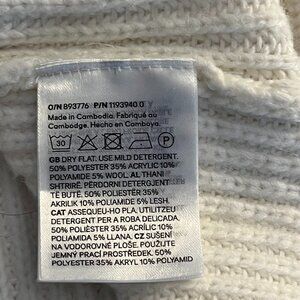 O/N 893776 P/N 1193940.0
Made in Cambodia. Fabriqué au
Cambodge. Hecho en Camboya.
30
P
GB DRY FLAT. USE MILD DETERGENT.
50% POLYESTER 35% ACRYLIC 10%
POLYAMIDE 5% WOOL. AL THANI
SHTRIRË. PËRDORNI DETERGJENT
TË BUTË. 50% POLIESTËR 35%
AKRILIK 10% POLIAMID 5% LESH.
CAT ASSEQUEU-HO PLA. UTILITZEU
DETERGENT PER A ROBA DELICADA.
50% POLIÈSTER 35% ACRÍLIC 10%
POLIAMIDA 5% LLANA. CZ SUŠENÍ
NA VODOROVNÉ PLOŠE. POUŽIJTE
JEMNÝ PRACÍ PROSTŘEDEK. 50%
POLYESTER 35% AKRYL 10% POLYAMID